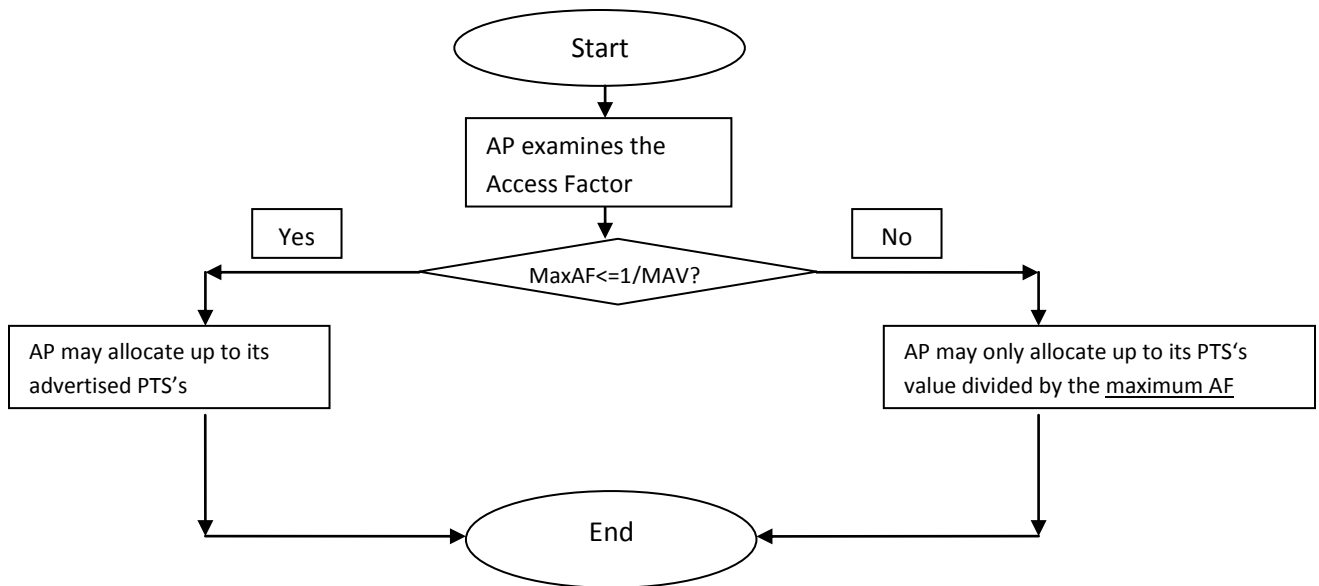 Start
AP examines the
Access Factor
Yes
No
MaxAF<=1/MAV?
AP may allocate up to its
advertised PTS's
AP may only allocate up to its PTS‘s
value divided by the maximum AF
End